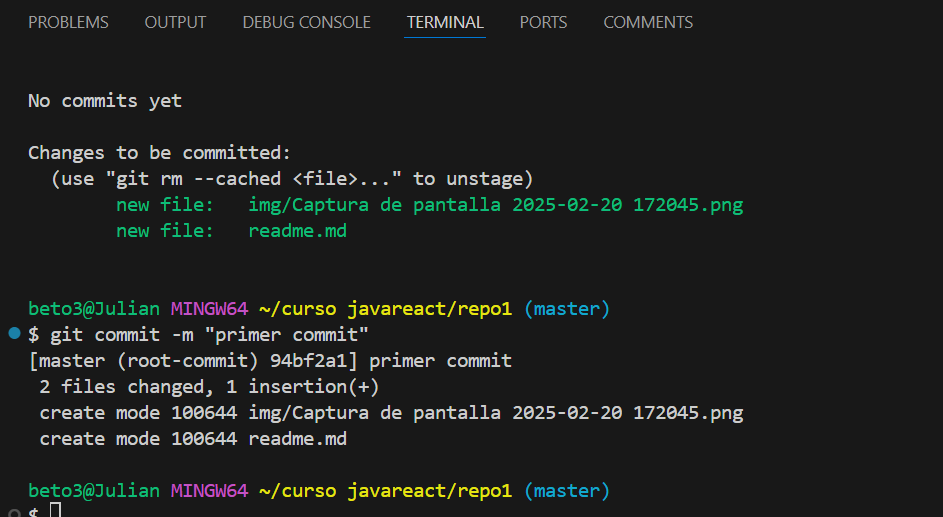 PROBLEMS OUTPUT DEBUG CONSOLE TERMINAL PORTS COMMENTS
No commits yet
Changes to be committed:
(use "git rm --cached <file>..." to unstage)
new file: img/Captura de pantalla 2025-02-20 172045.png
new file: readme.md
beto3@Julian MINGW64 ~/curso javareact/repo1 (master)
$ git commit -m "primer commit"
[master (root-commit) 94bf2a1] primer commit
2 files changed, 1 insertion(+)
create mode 100644 img/Captura de pantalla 2025-02-20 172045.png
create mode 100644 readme.md
beto3@Julian MINGW64 ~/curso javareact/repo1 (master)
$